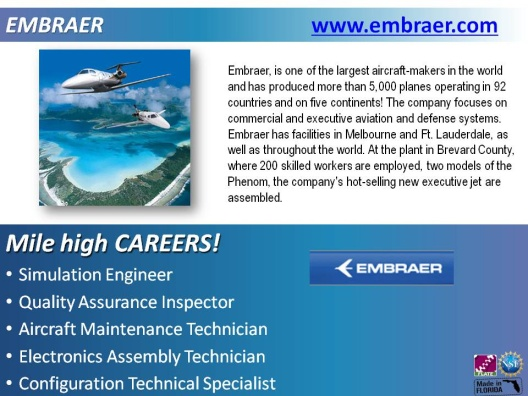 EMBRAER
www.embraer.com
Embraer, is one of the largest aircraft-makers in the world
and has produced more than 5,000 planes operating in 92
countries and on five continents! The company focuses on
commercial and executive aviation and defense systems.
Embraer has facilities in Melbourne and Ft. Lauderdale, as
well as throughout the world. At the plant in Brevard County,
where 200 skilled workers are employed, two models of the
Phenom, the company's hot-selling new executive jet are
assembled.
Mile high CAREERS!
• Simulation Engineer
• Quality Assurance Inspector
• Aircraft Maintenance Technician
• Electronics Assembly Technician
• Configuration Technical Specialist
EMBRAER
FLATE
NSF
Made in
FLORIDA